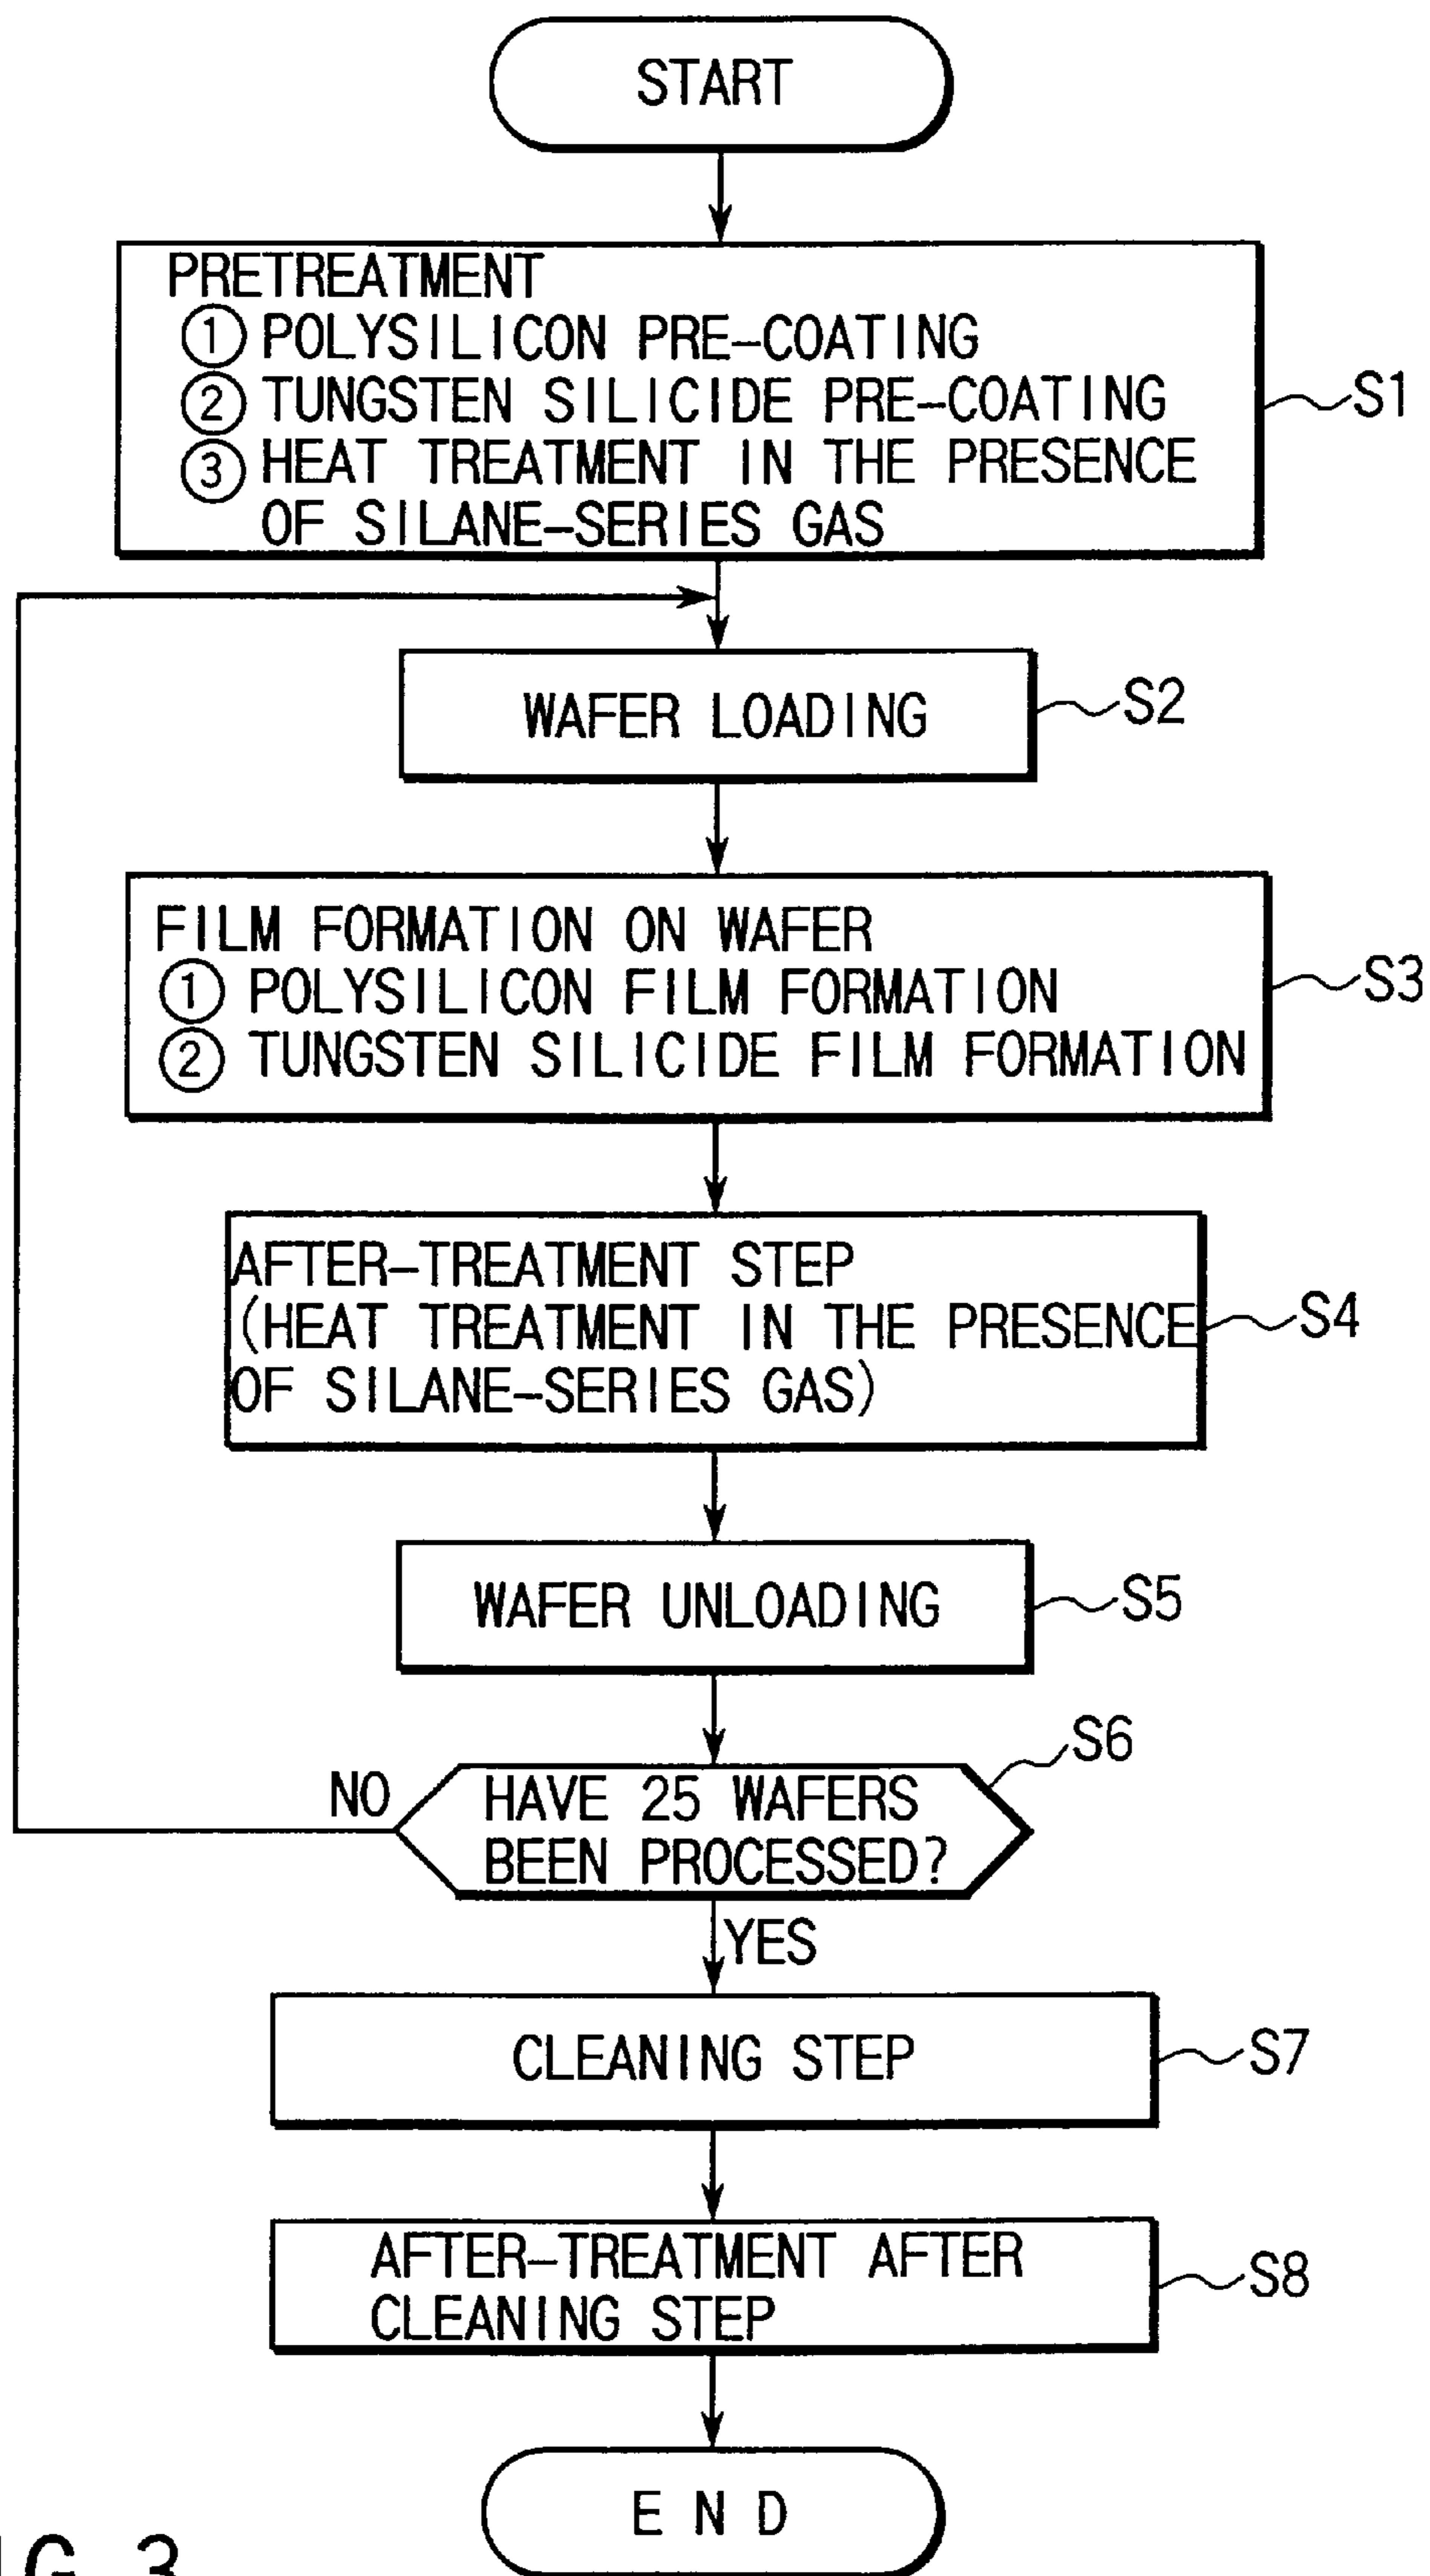 START
PRETREATMENT
① POLYSILICON PRE-COATING
② TUNGSTEN SILICIDE PRE-COATING
③ HEAT TREATMENT IN THE PRESENCE
OF SILANE-SERIES GAS
S1
WAFER LOADING
S2
FILM FORMATION ON WAFER
① POLYSILICON FILM FORMATION
② TUNGSTEN SILICIDE FILM FORMATION
S3
AFTER-TREATMENT STEP
(HEAT TREATMENT IN THE PRESENCE
OF SILANE-SERIES GAS)
S4
WAFER UNLOADING
S5
S6
NO
HAVE 25 WAFERS
BEEN PROCESSED?
YES
CLEANING STEP
S7
AFTER-TREATMENT AFTER
CLEANING STEP
S8
END
G 3